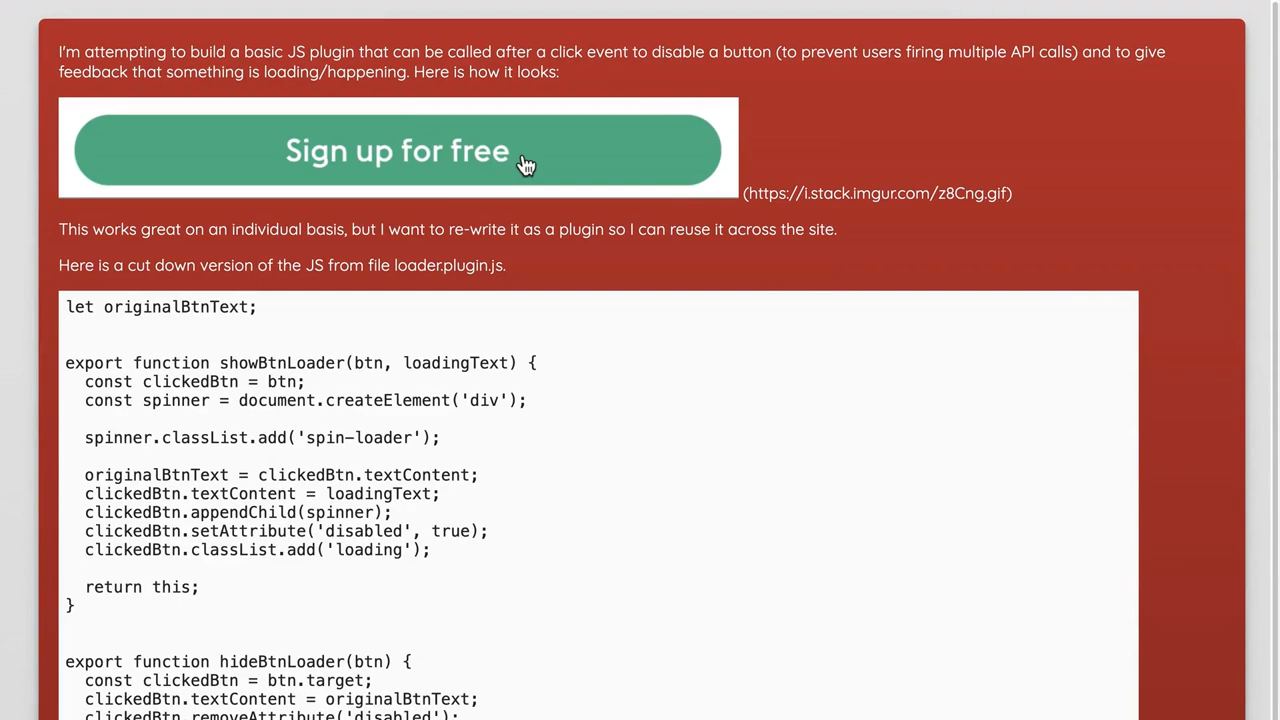 I'm attempting to build a basic JS plugin that can be called after a click event to disable a button (to prevent users firing multiple API calls) and to give
feedback that something is loading/happening. Here is how it looks:
Sign up for free
(https://i.stack.imgur.com/z8Cng.gif)
This works great on an individual basis, but I want to re-write it as a plugin so I can reuse it across the site.
Here is a cut down version of the JS from file loader.plugin.js.
let originalBtnText;
export function showBtnLoader(btn, loadingText) {
  const clickedBtn = btn;
  const spinner = document.createElement('div');
  spinner.classList.add('spin-loader');
  originalBtnText = clickedBtn.textContent;
  clickedBtn.textContent = loadingText;
  clickedBtn.appendChild(spinner);
  clickedBtn.setAttribute('disabled', true);
  clickedBtn.classList.add('loading');
  return this;
}
export function hideBtnLoader(btn) {
  const clickedBtn = btn.target;
  clickedBtn.textContent = originalBtnText;
  clickedBtn.removeAttribute('disabled');